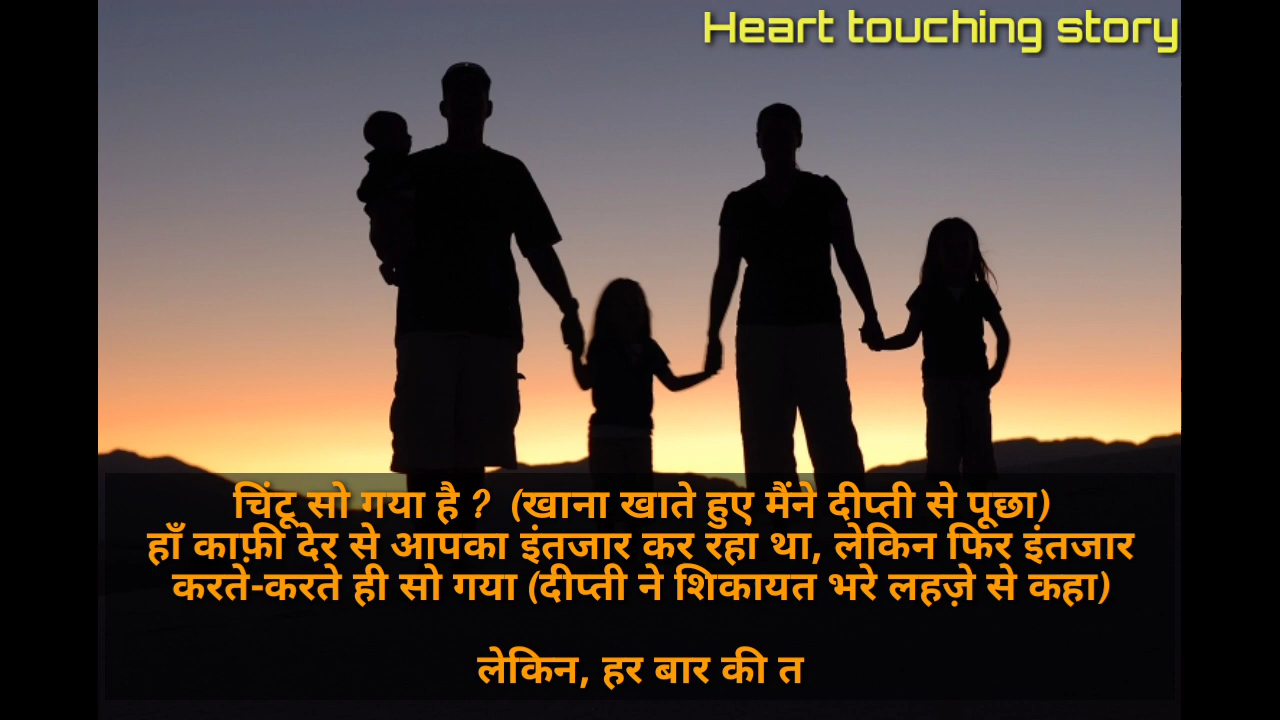 Heart touching story
चिंटू सो गया है ? (खाना खाते हुए मैंने दीप्ती से पूछा)
हाँ काफ़ी देर से आपका इंतजार कर रहा था, लेकिन फिर इंतजार
करते-करते ही सो गया (दीप्ती ने शिकायत भरे लहज़े से कहा)
लेकिन, हर बार की त